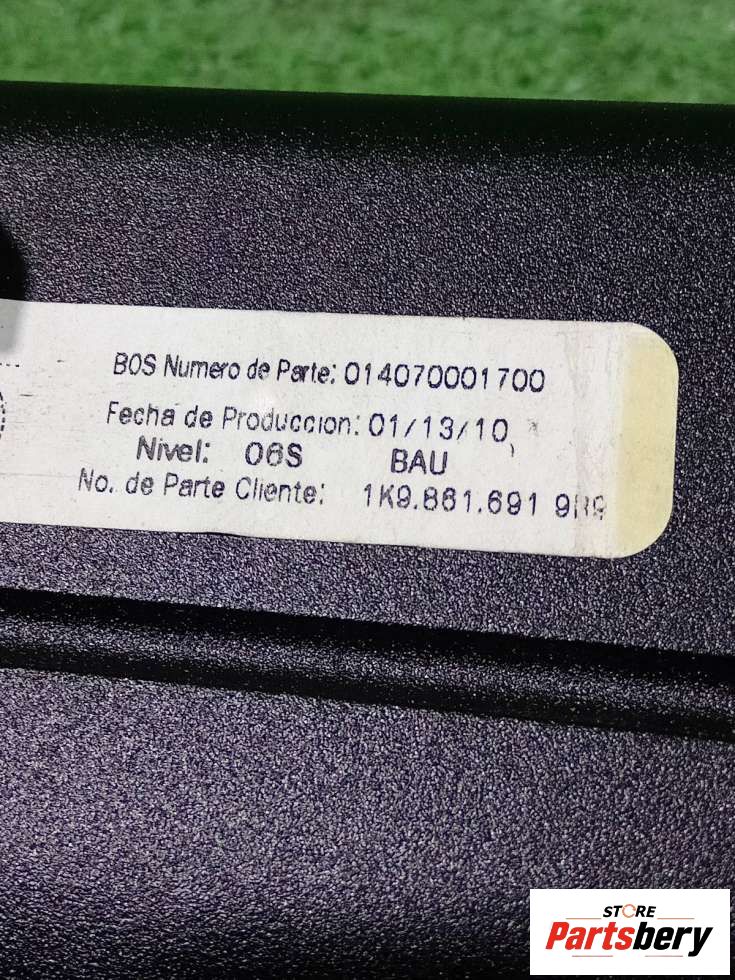 BOS Numero de Parte: 014070001700
Fecha de Produccion: 01/13/10
Nivel: 06S BAU
No. de Parte Cliente: 1K9.861.691 9B9
STORE
Partsbery